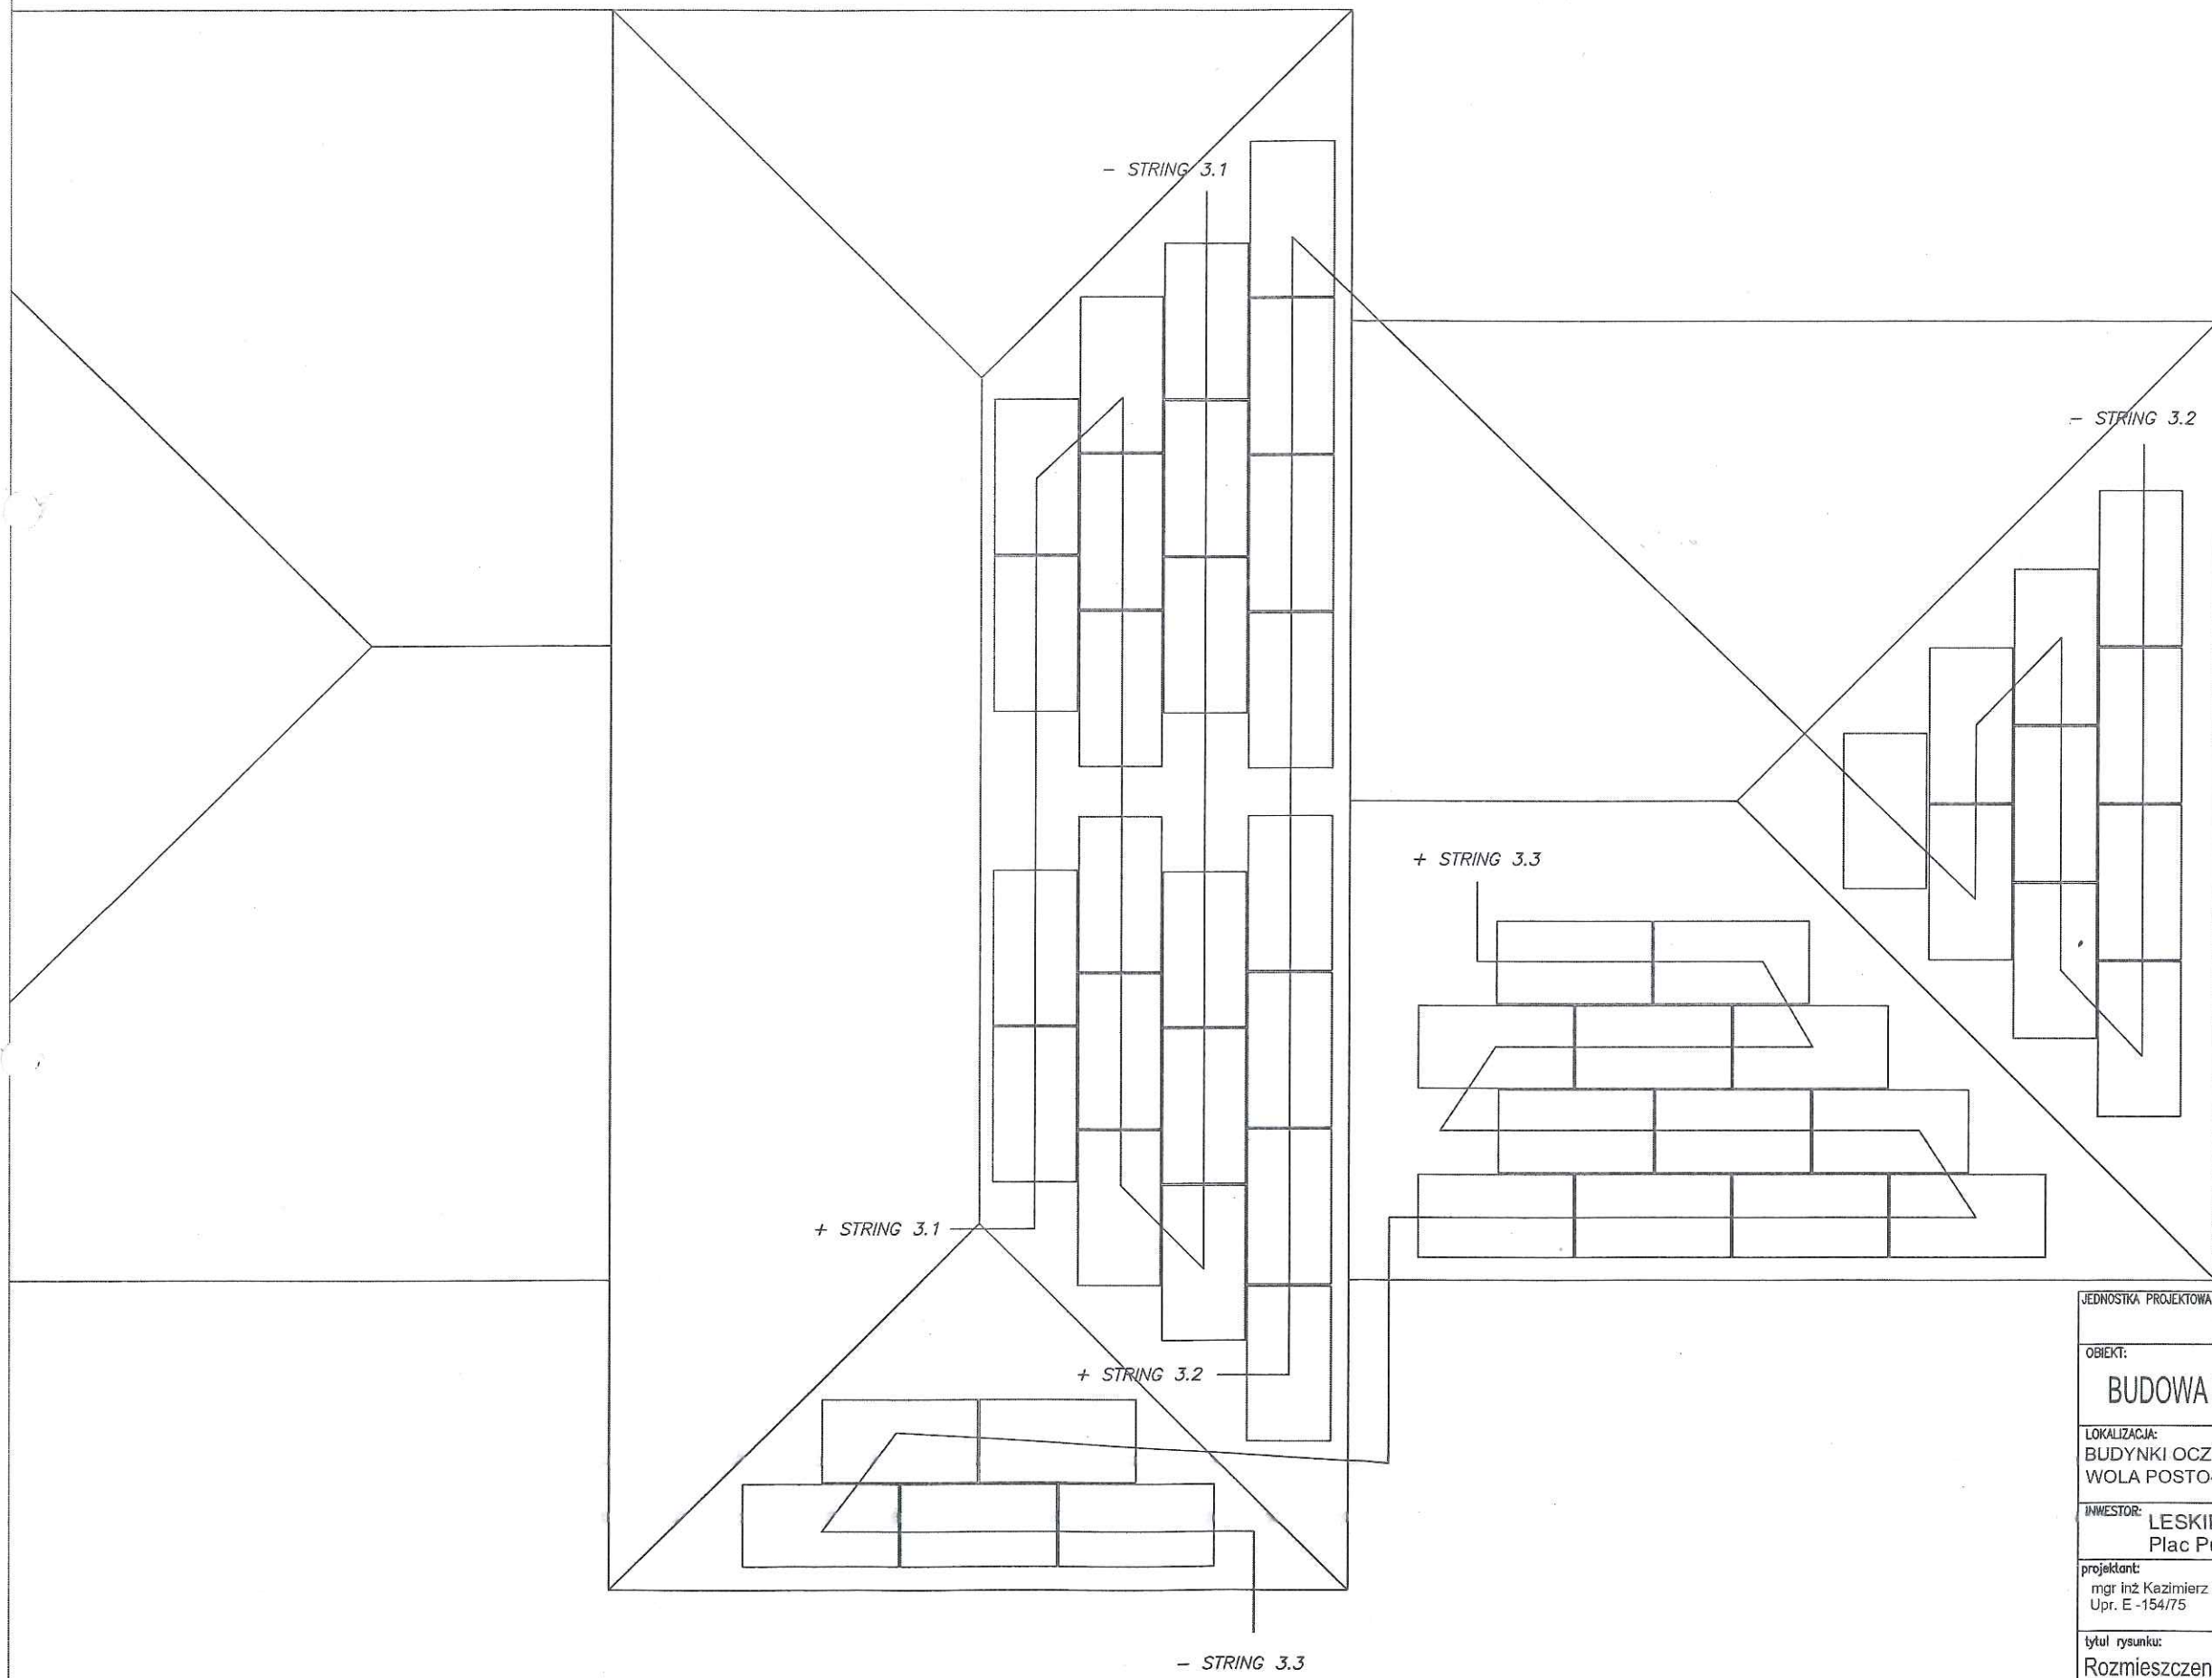 − STRING 3.1
− STRING 3.2
+ STRING 3.3
+ STRING 3.1
+ STRING 3.2
− STRING 3.3
JEDNOSTKA PROJEKTOWA
OBIEKT:
BUDOWA
LOKALIZACJA:
BUDYNKI OCZ
WOLA POSTO
INWESTOR:
LESKI
Plac P
projektant:
mgr inż Kazimierz
Upr. E -154/75
tytul rysunku:
Rozmieszczen